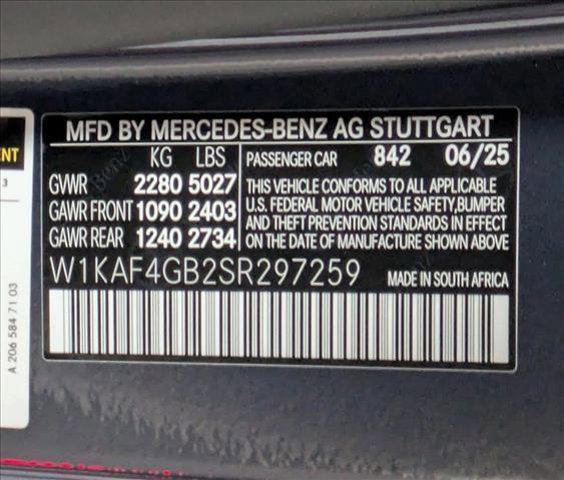 MFD BY MERCEDES-BENZ AG STUTTGART
KG LBS
PASSENGER CAR 842 06/25
GVWR 2280 5027
GAWR FRONT 1090 2403
GAWR REAR 1240 2734
THIS VEHICLE CONFORMS TO ALL APPLICABLE
U.S. FEDERAL MOTOR VEHICLE SAFETY,BUMPER
AND THEFT PREVENTION STANDARDS IN EFFECT
ON THE DATE OF MANUFACTURE SHOWN ABOVE
W1KAF4GB2SR297259
MADE IN SOUTH AFRICA
ENT
3
A 206 584 71 03